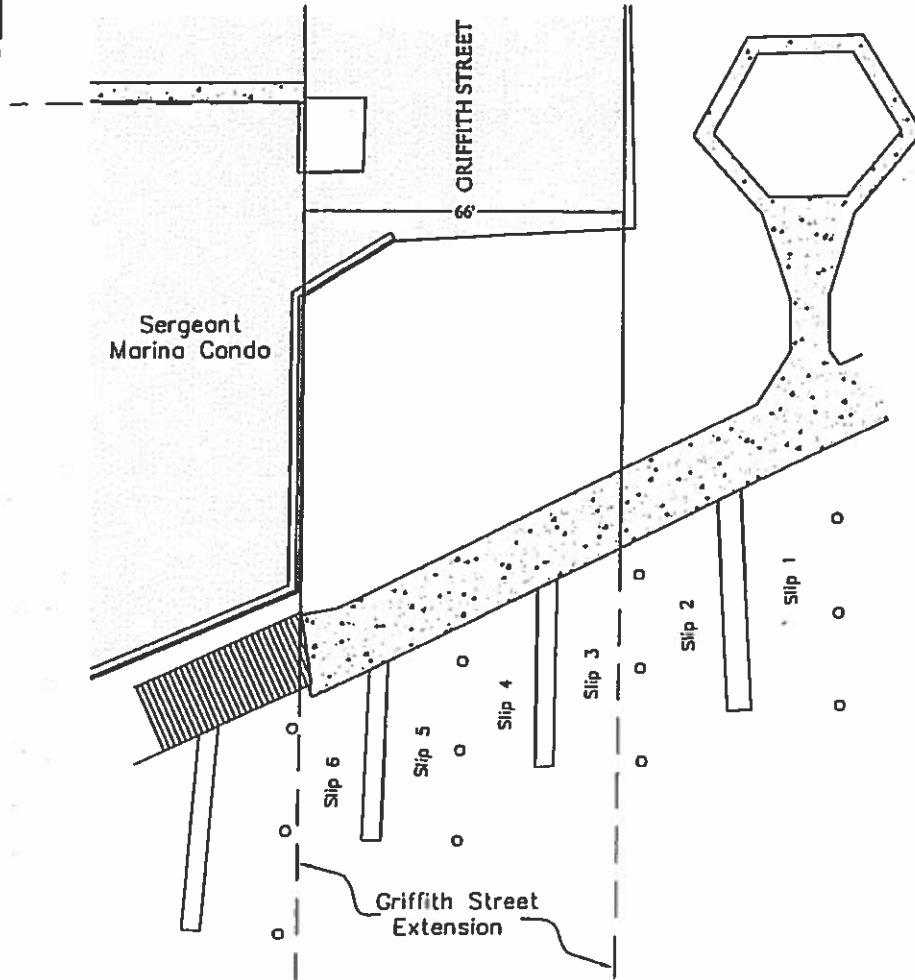 GRIFFITH STREET
66'
Sergeant
Marina Condo
Slip 1
Slip 2
Slip 3
Slip 4
Slip 5
Slip 6
Griffith Street
Extension